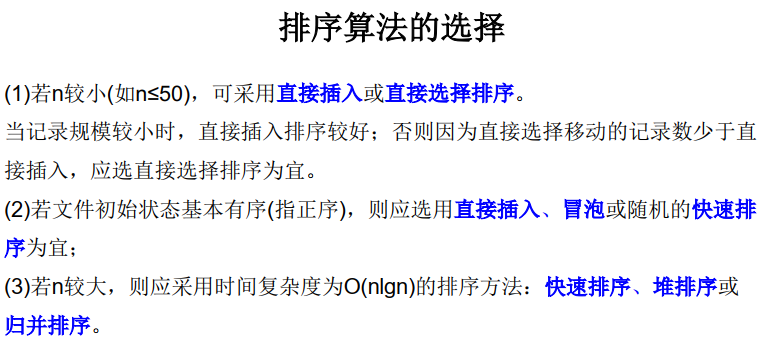 排序算法的选择
(1)若n较小(如n≤50)，可采用直接插入或直接选择排序。
当记录规模较小时，直接插入排序较好；否则因为直接选择移动的记录数少于直
接插入，应选直接选择排序为宜。
(2)若文件初始状态基本有序(指正序)，则应选用直接插入、冒泡或随机的快速排
序为宜；
(3)若n较大，则应采用时间复杂度为O(nlgn)的排序方法：快速排序、堆排序或
归并排序。